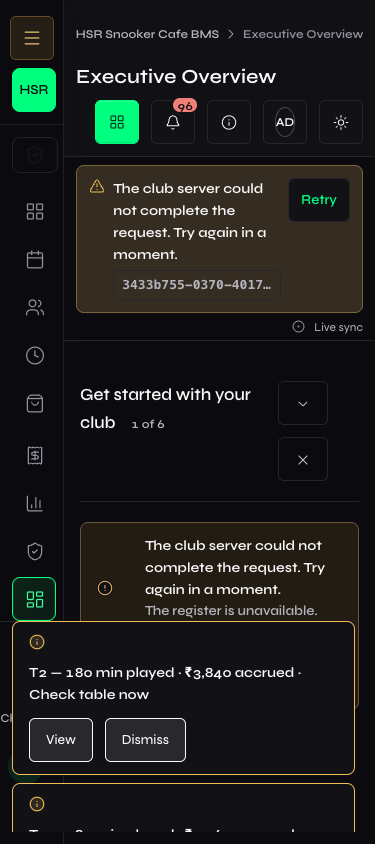 HSR Snooker Cafe BMS > Executive Overview
HSR
Executive Overview
96
AD
The club server could
not complete the
request. Try again in a
moment.
Retry
3433b755-0370-4017…
Live sync
Get started with your
club 1 of 6
The club server could not
complete the request. Try
again in a moment.
The register is unavailable.
T2 — 180 min played · ₹3,840 accrued ·
Check table now
View
Dismiss